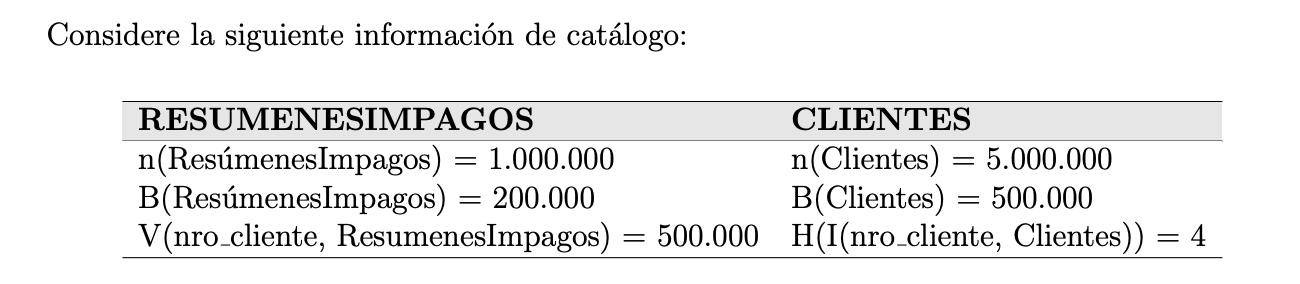 Considere la siguiente información de catálogo:
RESUMENESIMPAGOS CLIENTES
n(ResúmenesImpagos) = 1.000.000 n(Clientes) = 5.000.000
B(ResúmenesImpagos) = 200.000 B(Clientes) = 500.000
V(nro_cliente, ResumenesImpagos) = 500.000 H(I(nro_cliente, Clientes)) = 4